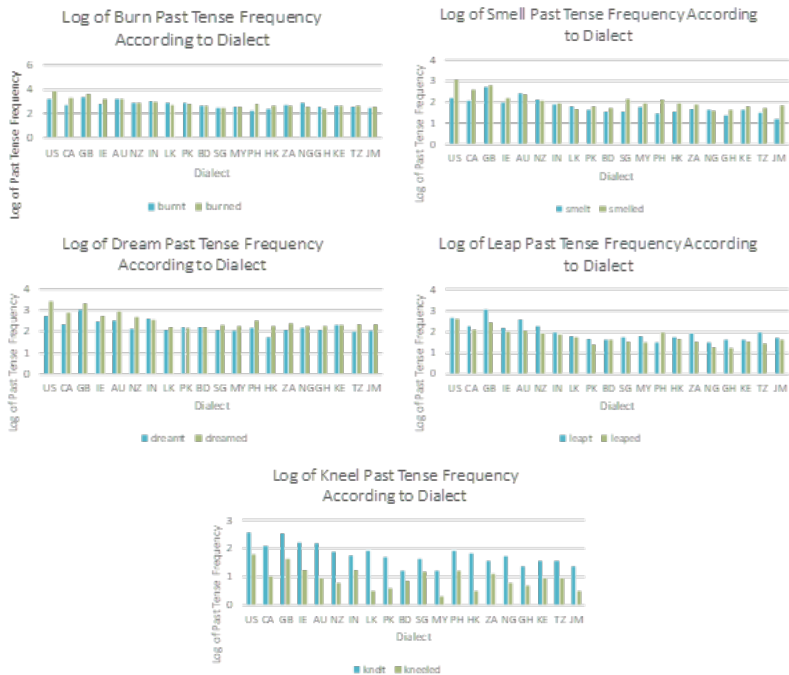 Log of Burn Past Tense Frequency
According to Dialect
Log of Past Tense Frequency
6
4
2
0
US CA GB IE AU NZ IN LK PK BD SG MY PH HK ZA NG GH KE TZ JM
Dialect
burnt burned
Log of Smell Past Tense Frequency According
to Dialect
Log of Past Tense Frequency
4
3
2
1
0
US CA GB IE AU NZ IN LK PK BD SG MY PH HK ZA NG GH KE TZ JM
Dialect
smelt smelled
Log of Dream Past Tense Frequency
According to Dialect
Log of Past Tense Frequency
4
3
2
1
0
US CA GB IE AU NZ IN LK PK BD SG MY PH HK ZA NG GH KE TZ JM
Dialect
dreamt dreamed
Log of Leap Past Tense Frequency According
to Dialect
Log of Past Tense Frequency
4
3
2
1
0
US CA GB IE AU NZ IN LK PK BD SG MY PH HK ZA NG GH KE TZ JM
Dialect
leapt leaped
Log of Kneel Past Tense Frequency
According to Dialect
Log of Past Tense Frequency
3
2
1
0
US CA GB IE AU NZ IN LK PK BD SG MY PH HK ZA NG GH KE TZ JM
Dialect
knelt kneeled